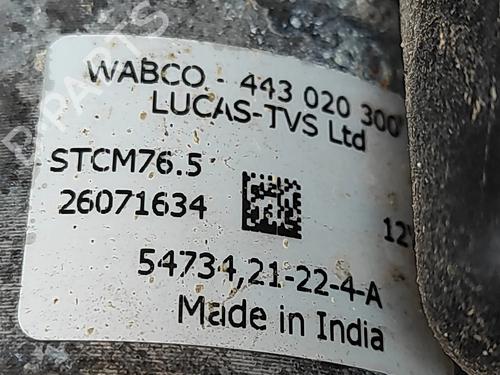 WABCO - 443 020 300
LUCAS-TVS Ltd
STCM76.5
26071634
12
54734,21-22-4-A
Made in India